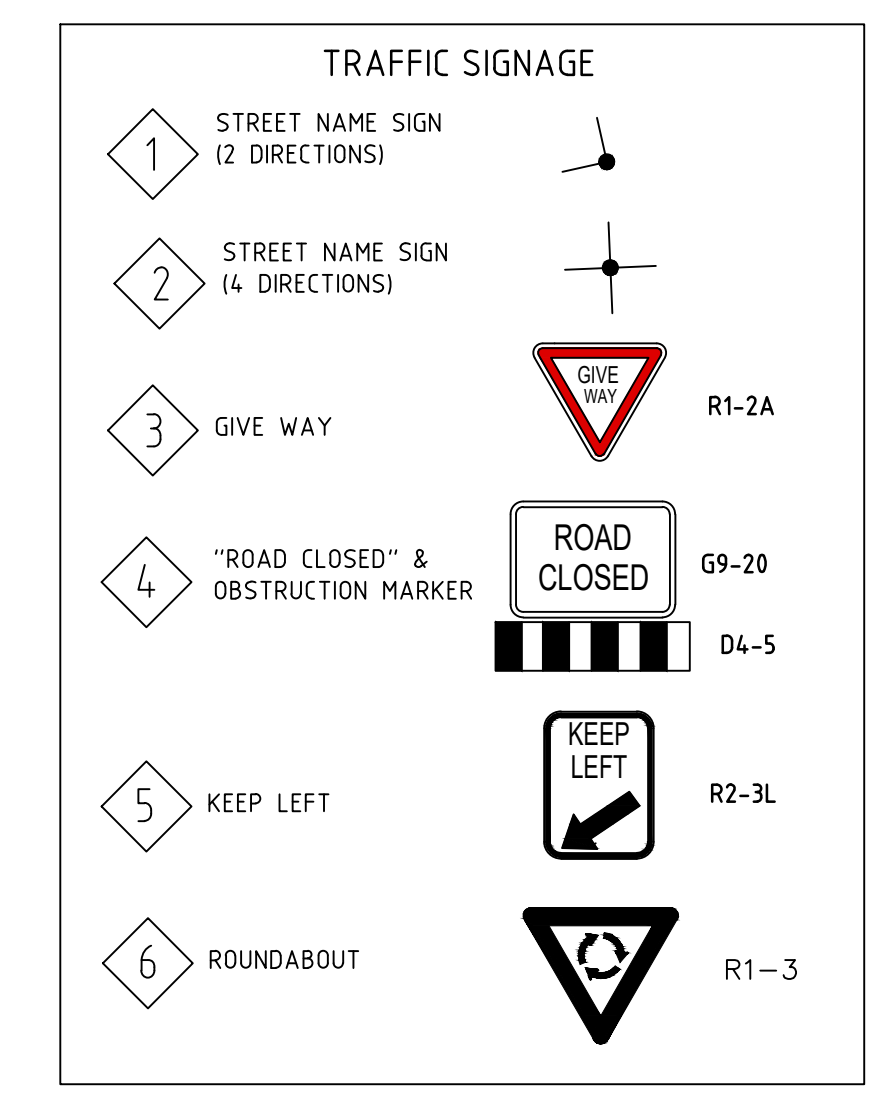 TRAFFIC SIGNAGE
1
STREET NAME SIGN
(2 DIRECTIONS)
2
STREET NAME SIGN
(4 DIRECTIONS)
3
GIVE WAY
GIVE
WAY
R1-2A
4
"ROAD CLOSED" &
OBSTRUCTION MARKER
ROAD
CLOSED
G9-20
D4-5
5
KEEP LEFT
KEEP
LEFT
R2-3L
6
ROUNDABOUT
R1-3